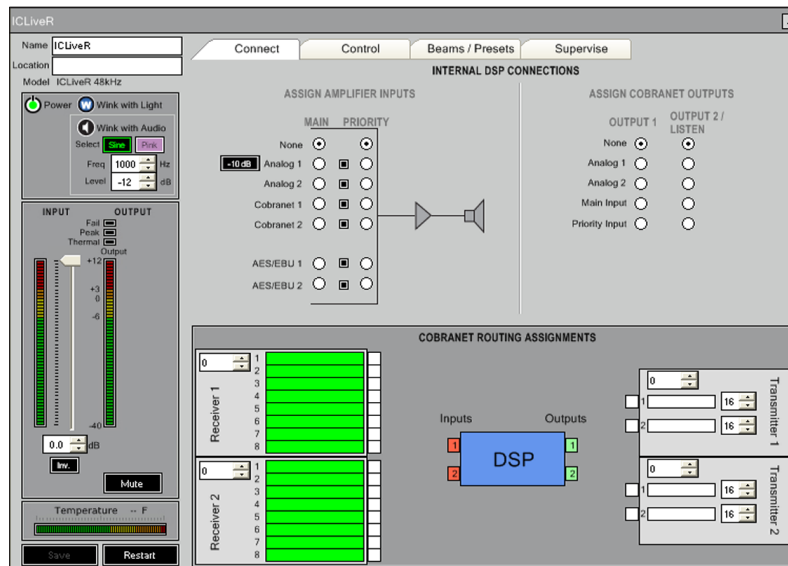 ICLiveR
Name ICLiveR
Location
Model ICLiveR 48kHz
Power Wink with Light
Wink with Audio
Select Sine Pink
Freq 1000 Hz
Level -12 dB
INPUT OUTPUT
Fail
Peak
Thermal
Output
+12
+3
0
-6
-40
0.0 dB
Inv.
Mute
Temperature -- F
Save Restart
Connect Control Beams / Presets Supervise
INTERNAL DSP CONNECTIONS
ASSIGN AMPLIFIER INPUTS
MAIN PRIORITY
None
-10 dB Analog 1
Analog 2
Cobranet 1
Cobranet 2
AES/EBU 1
AES/EBU 2
ASSIGN COBRANET OUTPUTS
OUTPUT 1 OUTPUT 2 /
LISTEN
None
Analog 1
Analog 2
Main Input
Priority Input
COBRANET ROUTING ASSIGNMENTS
Receiver 1
0 1
2
3
4
5
6
7
8
Receiver 2
0 1
2
3
4
5
6
7
8
Inputs Outputs
1 DSP 1
2 2
Transmitter 1
0
1 16
2 16
Transmitter 2
0
1 16
2 16